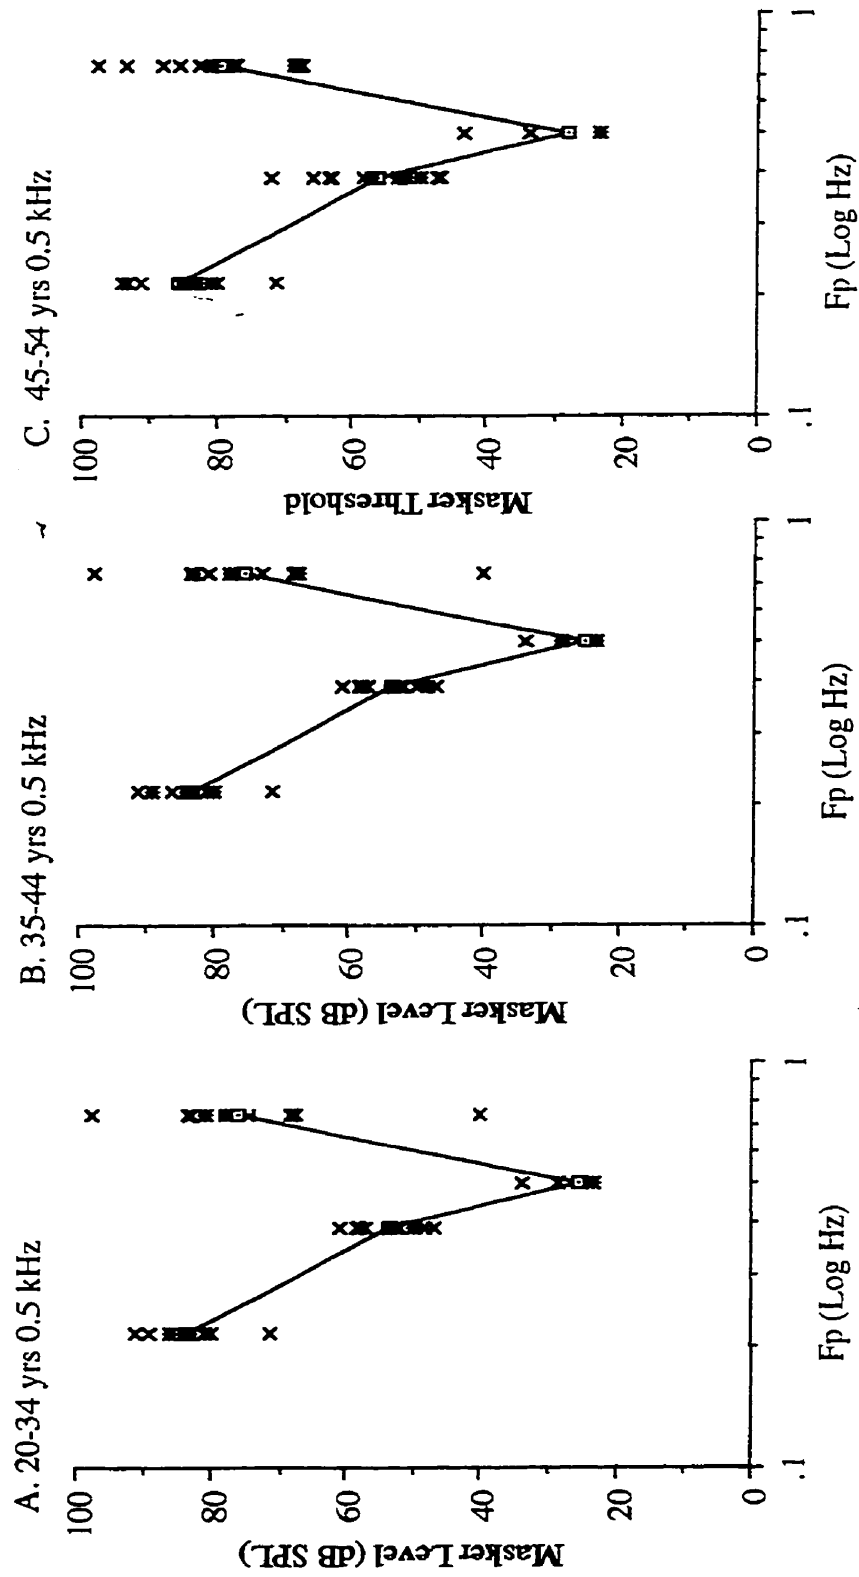 A. 20-34 yrs 0.5 kHz
Masker Level (dB SPL)
100
80
60
40
20
0
.1
1
Fp (Log Hz)
B. 35-44 yrs 0.5 kHz
Masker Level (dB SPL)
100
80
60
40
20
0
.1
1
Fp (Log Hz)
C. 45-54 yrs 0.5 kHz
Masker Threshold
100
80
60
40
20
0
.1
1
Fp (Log Hz)